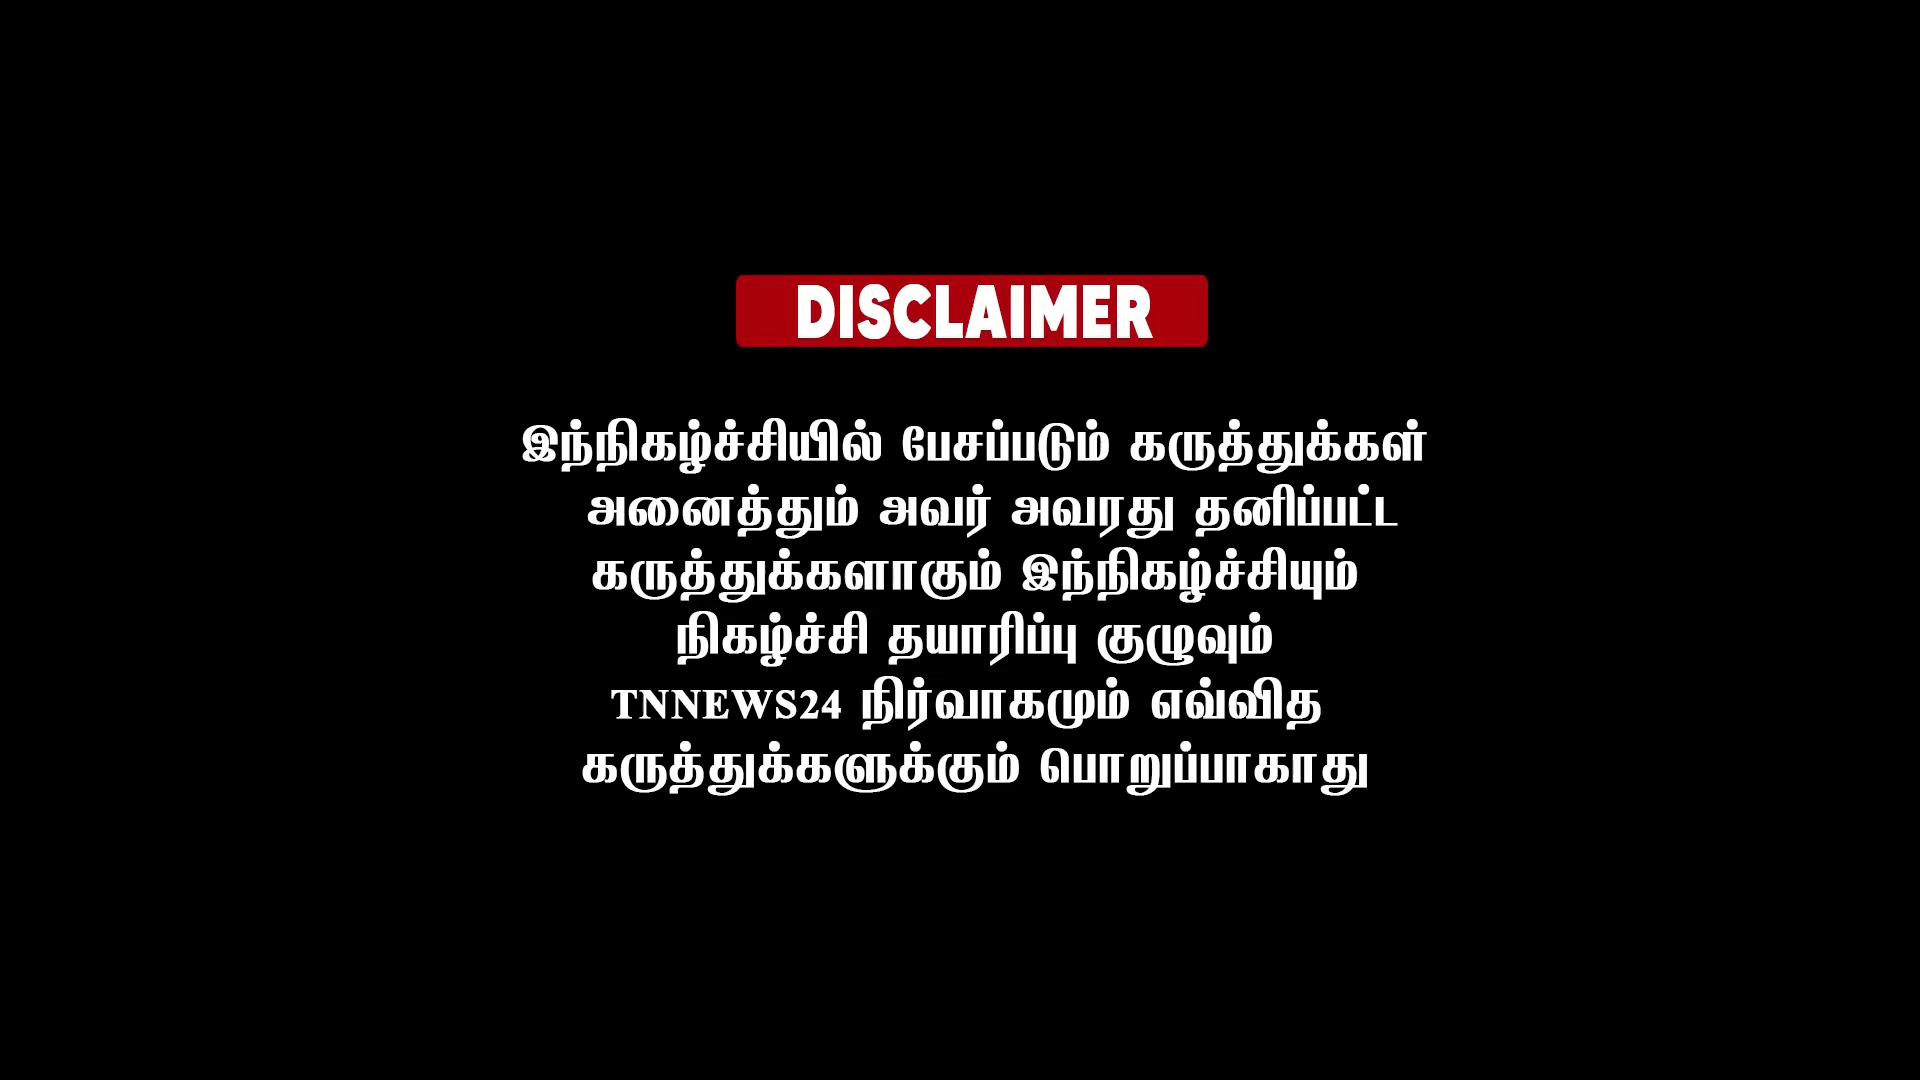 DISCLAIMER
இந்நிகழ்ச்சியில் பேசப்படும் கருத்துக்கள்
அனைத்தும் அவர் அவரது தனிப்பட்ட
கருத்துக்களாகும் இந்நிகழ்ச்சியும்
நிகழ்ச்சி தயாரிப்பு குழுவும்
TNNEWS24 நிர்வாகமும் எவ்வித
கருத்துக்களுக்கும் பொறுப்பாகாது